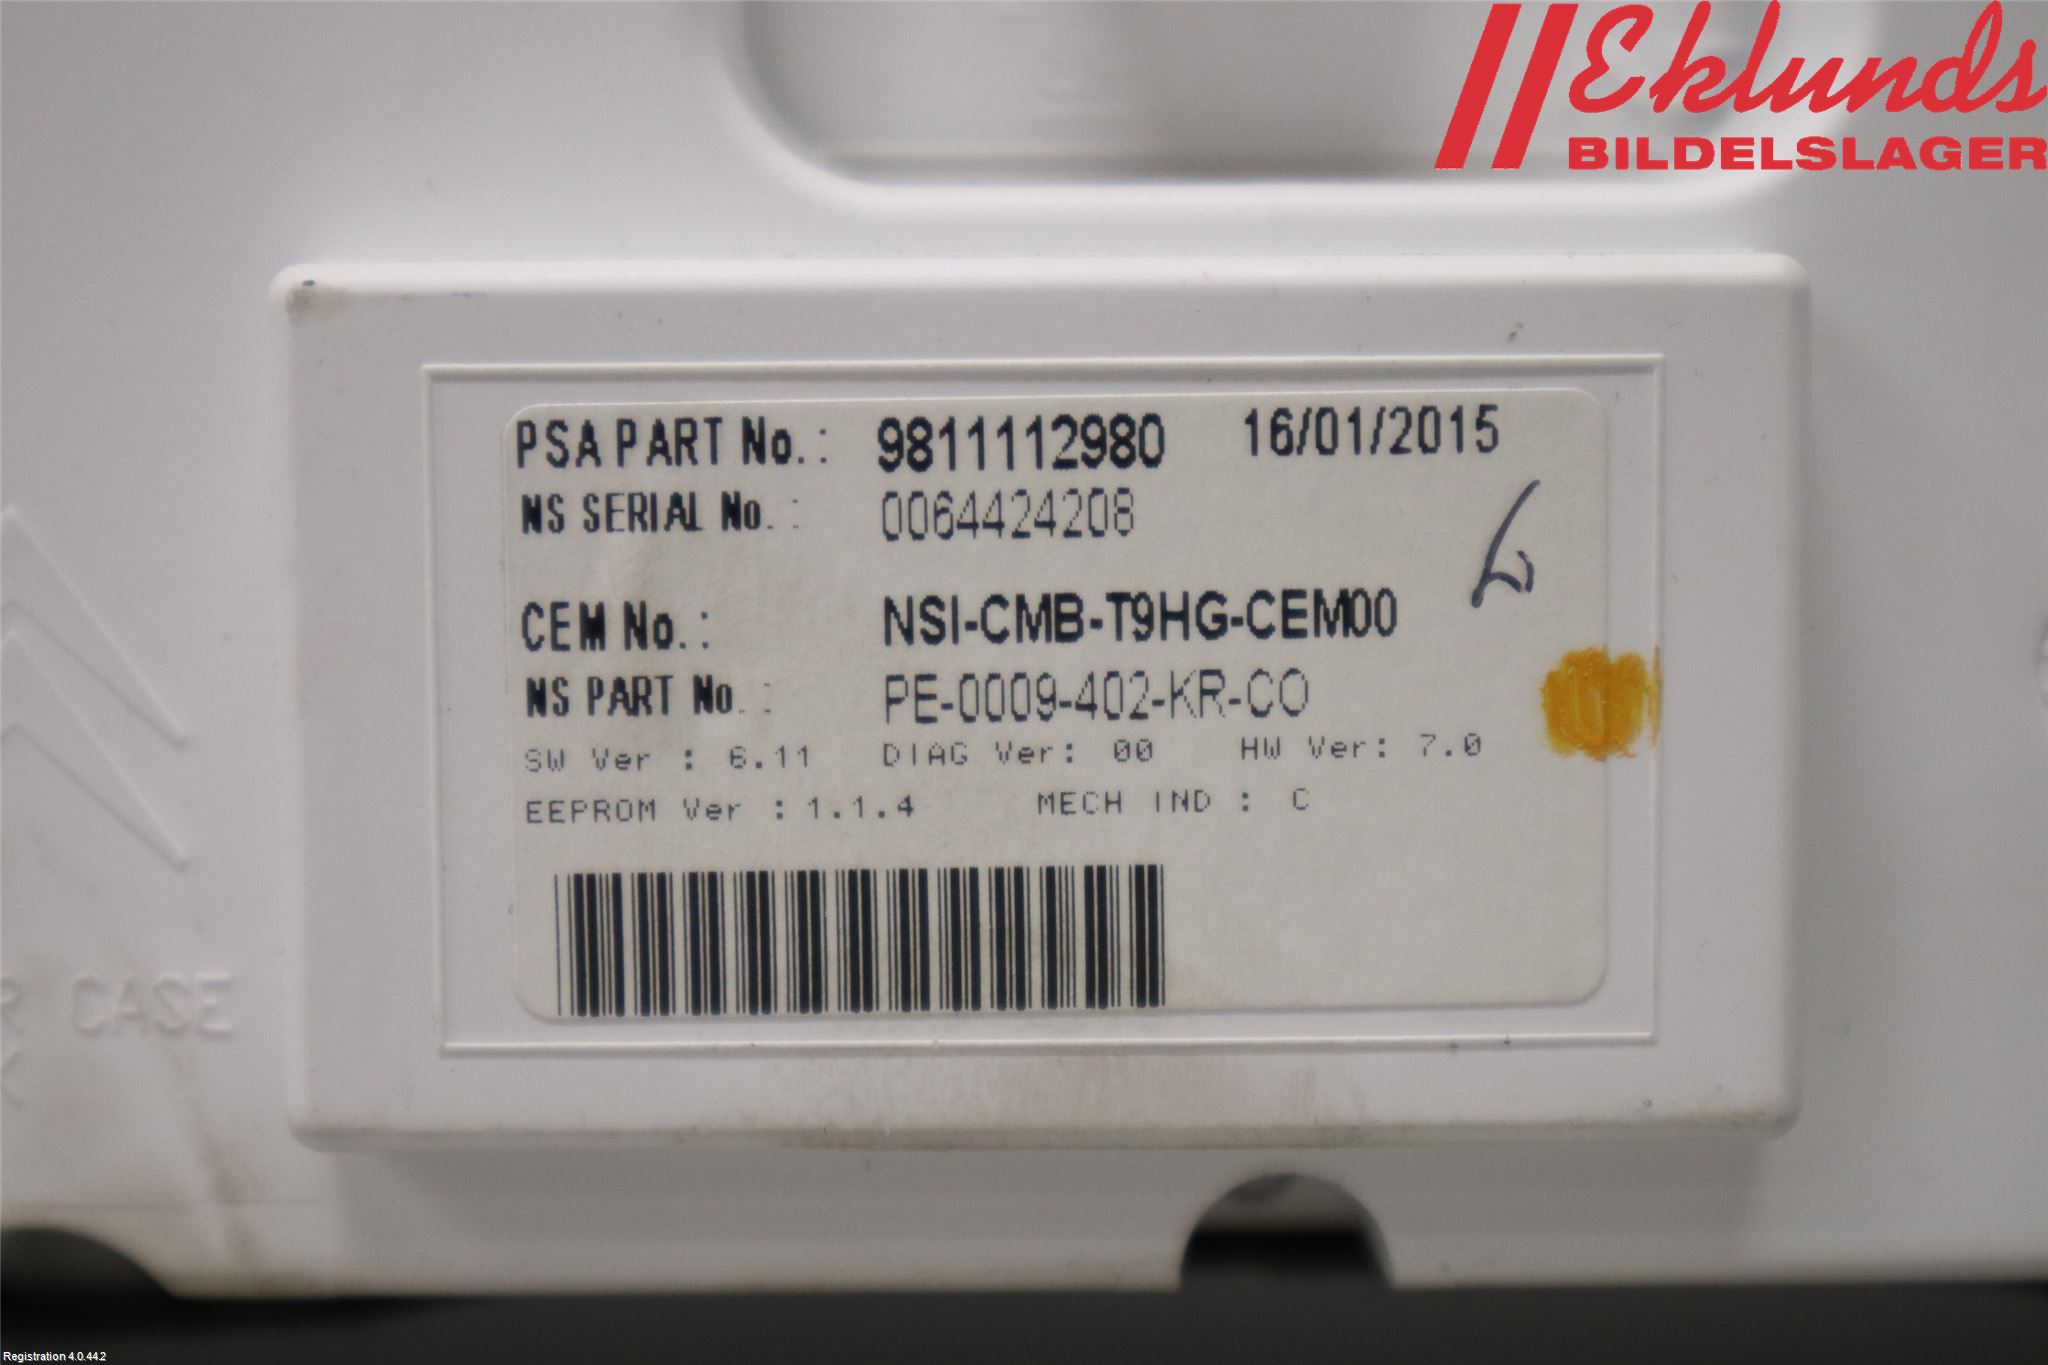 Eklunds
BILDELSLAGER
PSA PART No.: 9811112980 16/01/2015
NS SERIAL No. : 0064424208
CEM No.: NSI-CMB-T9HG-CEM00
NS PART No. : PE-0009-402-KR-CO
SW Ver : 6.11 DIAG Ver: 00 HW Ver: 7.0
EEPROM Ver : 1.1.4 MECH IND : C
R CASE
Registration 4.0.44.2